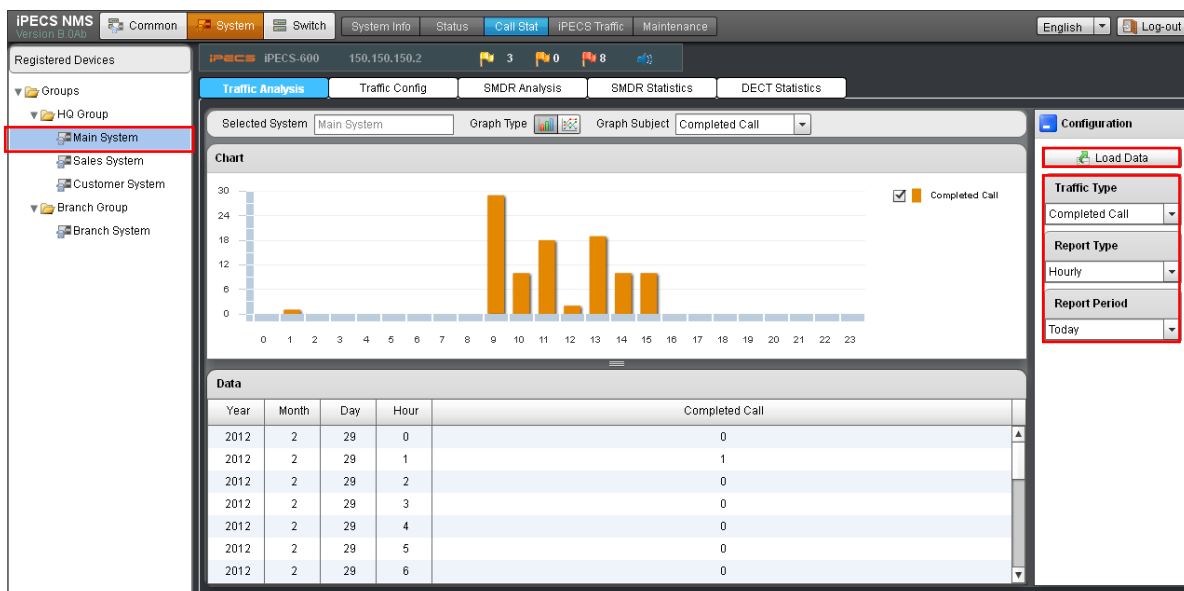 iPECS NMS
Version B.0Ab
Common
System
Switch
System Info
Status
Call Stat
iPECS Traffic
Maintenance
English
Log-out
Registered Devices
iPECS iPECS-600 150.150.150.2 3 0 8
Groups
HQ Group
Main System
Sales System
Customer System
Branch Group
Branch System
Traffic Analysis
Traffic Config
SMDR Analysis
SMDR Statistics
DECT Statistics
Selected System Main System Graph Type Graph Subject Completed Call
Chart
30
24
18
12
6
0
0 1 2 3 4 5 6 7 8 9 10 11 12 13 14 15 16 17 18 19 20 21 22 23
Completed Call
Data
Year Month Day Hour Completed Call
2012 2 29 0 0
2012 2 29 1 1
2012 2 29 2 0
2012 2 29 3 0
2012 2 29 4 0
2012 2 29 5 0
2012 2 29 6 0
Configuration
Load Data
Traffic Type
Completed Call
Report Type
Hourly
Report Period
Today